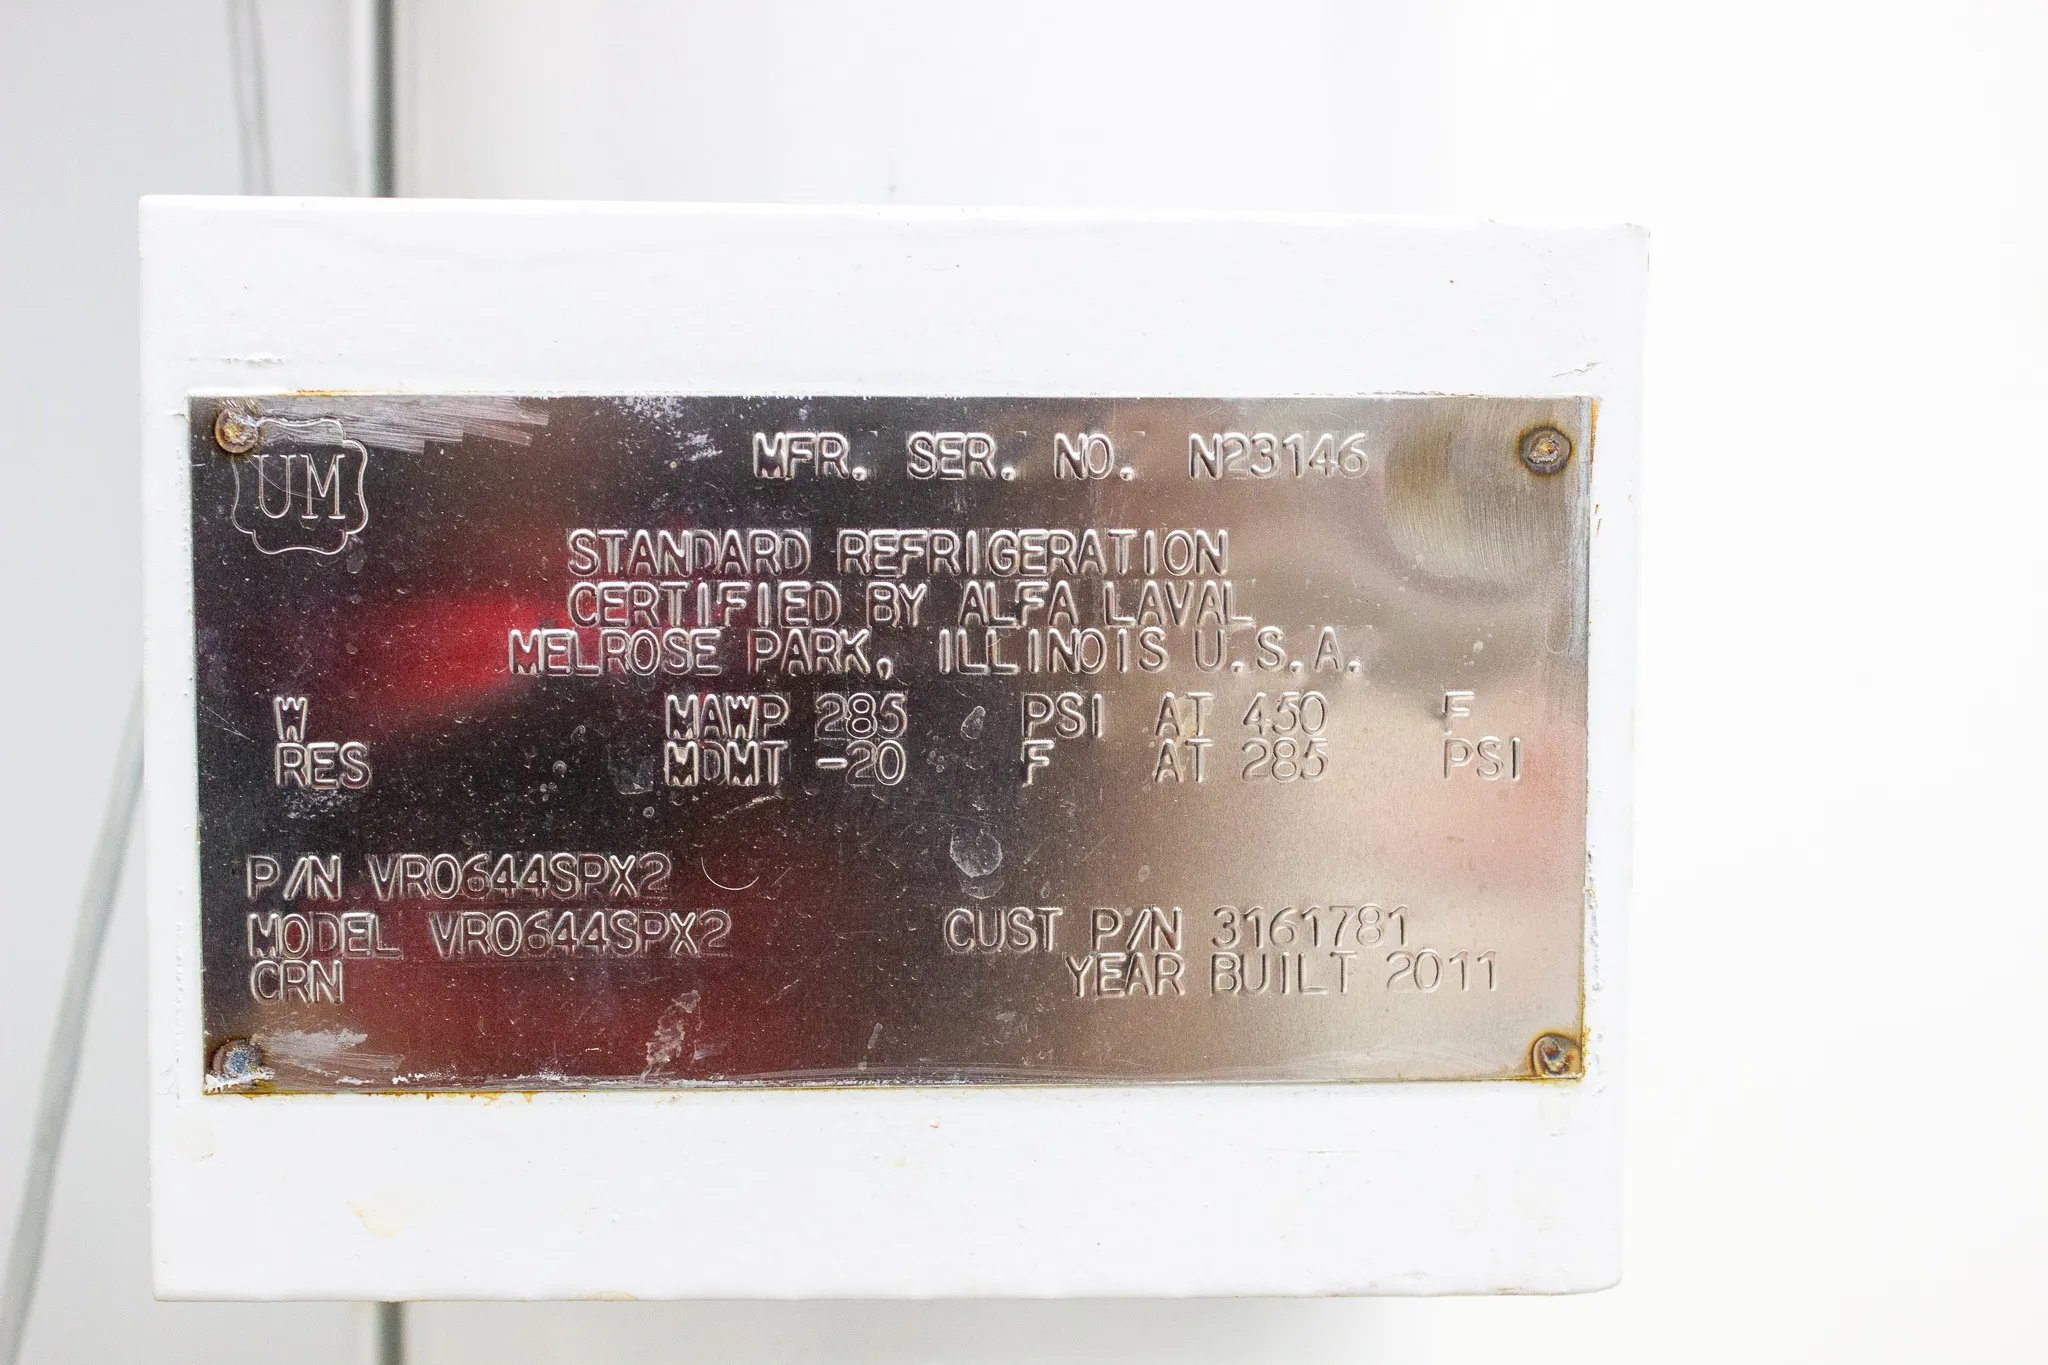 UM
MFR. SER. NO. N23146
STANDARD REFRIGERATION
CERTIFIED BY ALFA LAVAL
MELROSE PARK, ILLINOIS U.S.A.
W MAWP 285 PSI AT 450 F
RES MDMT -20 F AT 285 PSI
P/N VR0644SPX2
MODEL VR0644SPX2 CUST P/N 3161781
CRN YEAR BUILT 2011